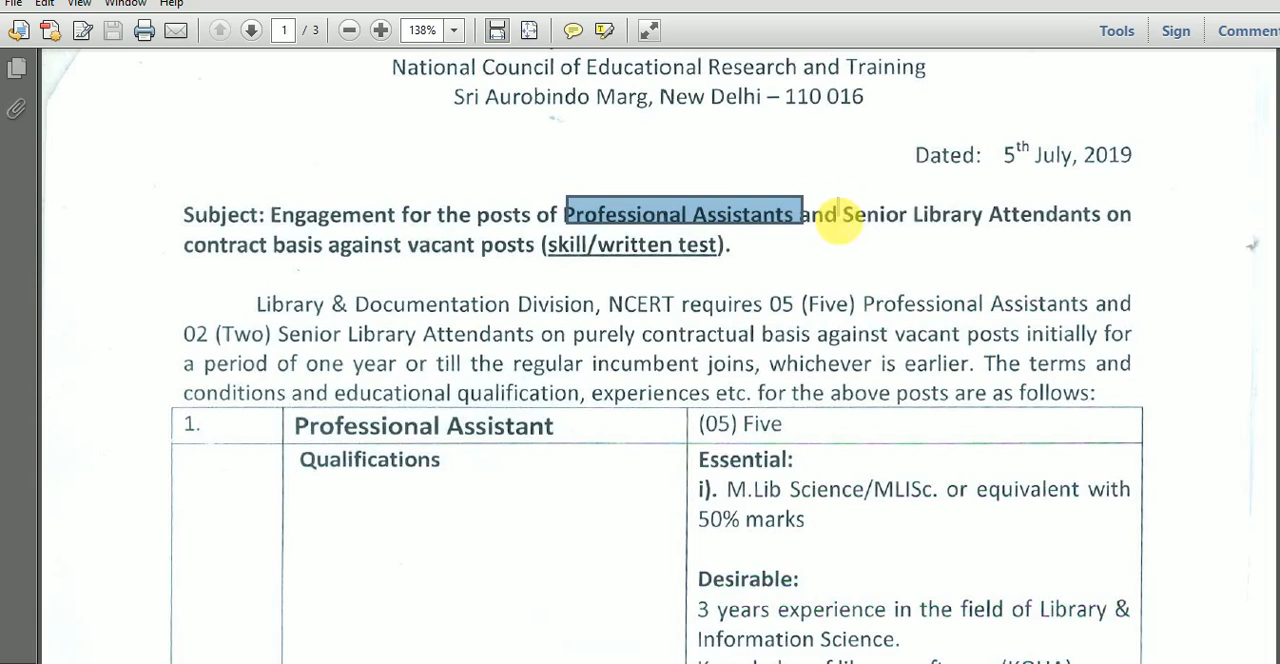 File Edit View Window Help
1 / 3 138% Tools Sign Comment
National Council of Educational Research and Training
Sri Aurobindo Marg, New Delhi – 110 016
Dated: 5th July, 2019
Subject: Engagement for the posts of Professional Assistants and Senior Library Attendants on
contract basis against vacant posts (skill/written test).
Library & Documentation Division, NCERT requires 05 (Five) Professional Assistants and
02 (Two) Senior Library Attendants on purely contractual basis against vacant posts initially for
a period of one year or till the regular incumbent joins, whichever is earlier. The terms and
conditions and educational qualification, experiences etc. for the above posts are as follows:
1. Professional Assistant (05) Five
Qualifications Essential:
i). M.Lib Science/MLISc. or equivalent with
50% marks
Desirable:
3 years experience in the field of Library &
Information Science.